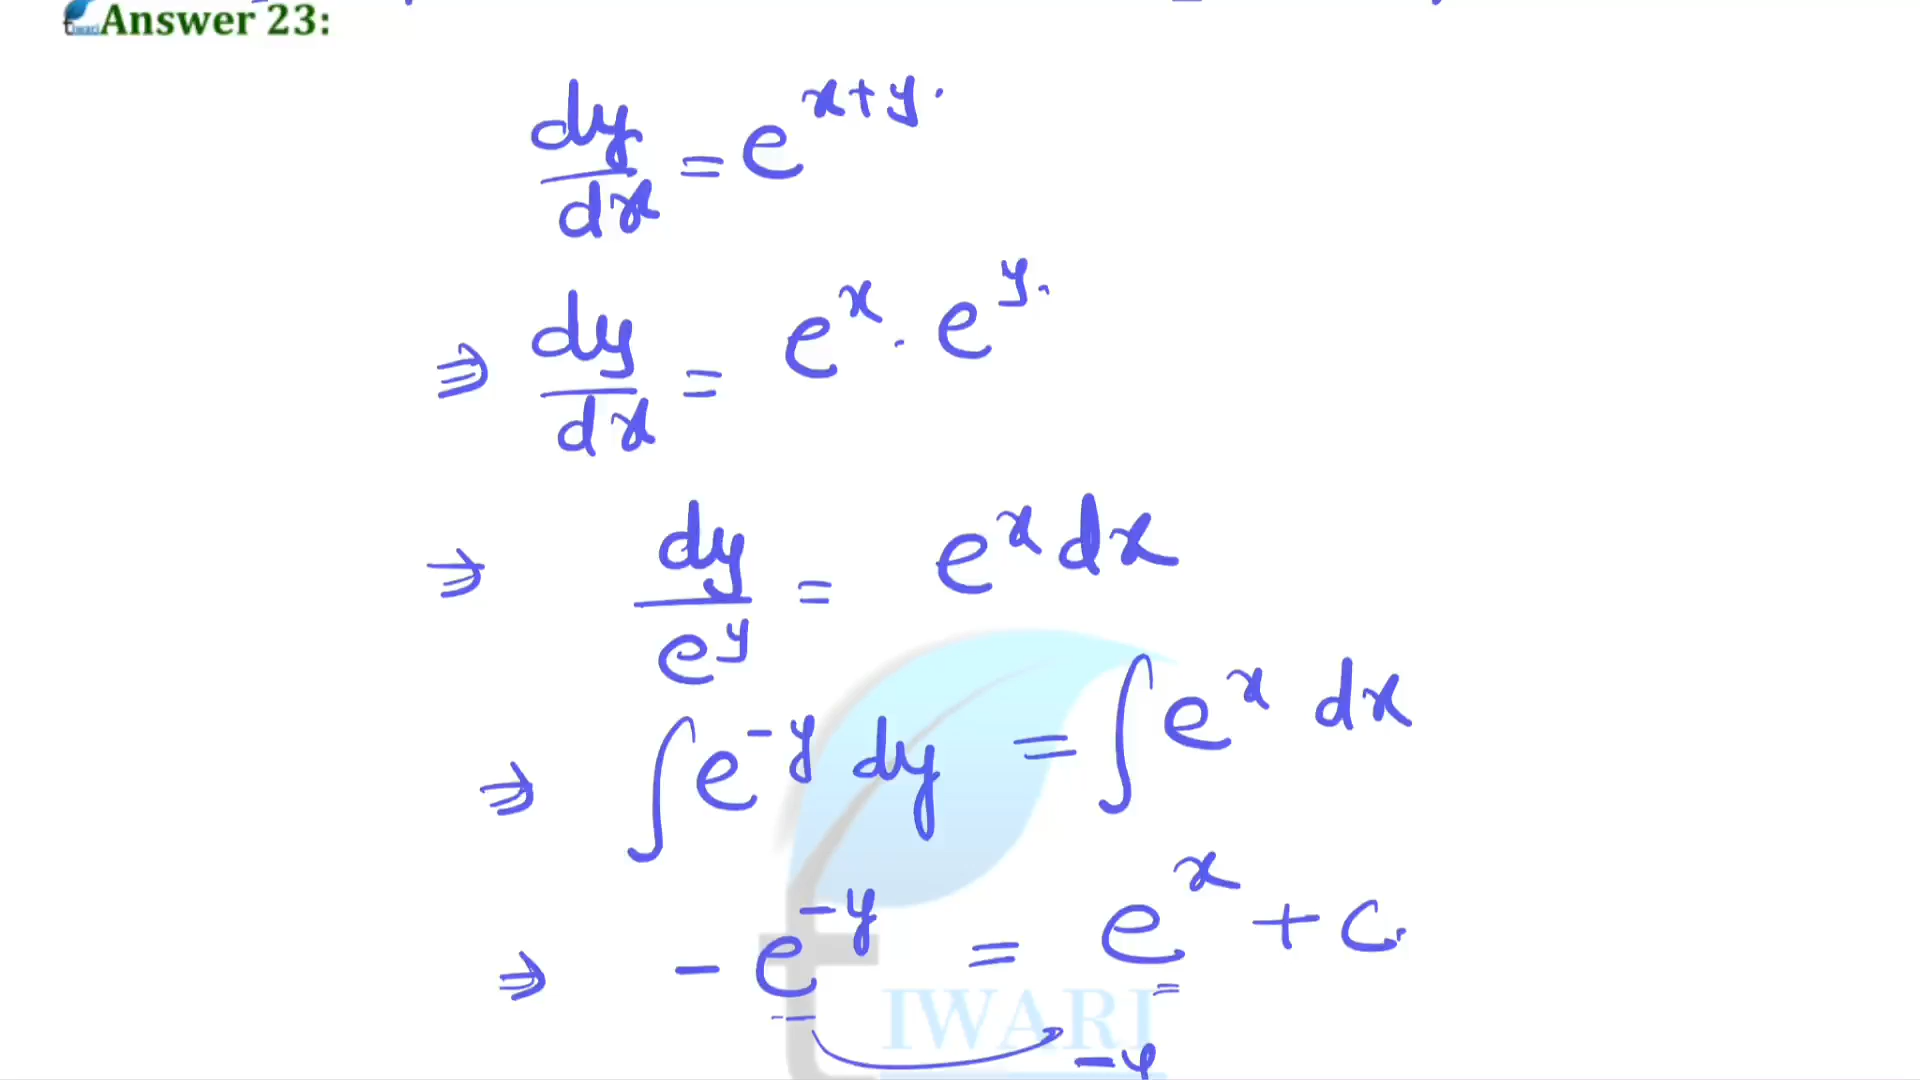 Answer 23:
dy/dx = e^(x+y).
⇒ dy/dx = e^x . e^y.
⇒ dy/e^y = e^x dx
⇒ ∫e^-y dy = ∫e^x dx
⇒ -e^-y = e^x + C.
IWARI
-y